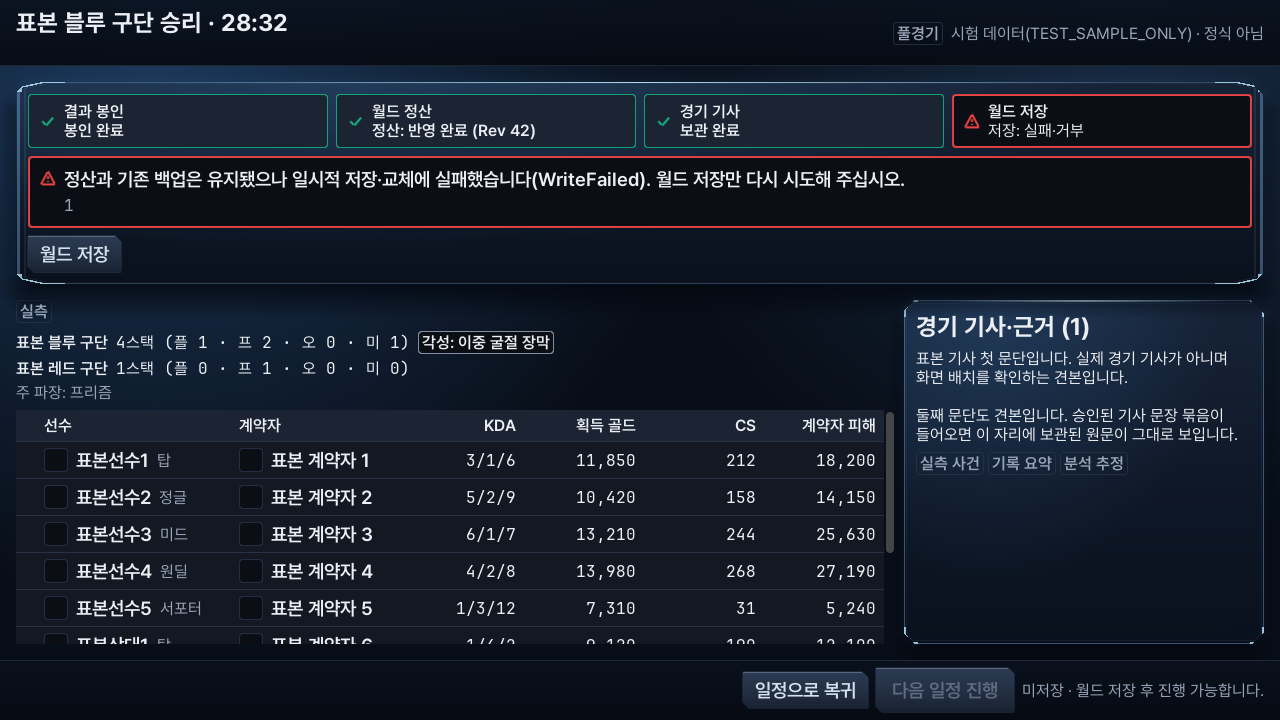 표본 블루 구단 승리 · 28:32
풀경기 시험 데이터(TEST_SAMPLE_ONLY) · 정식 아님
결과 봉인
봉인 완료
월드 정산
정산: 반영 완료 (Rev 42)
경기 기사
보관 완료
월드 저장
저장: 실패·거부
정산과 기존 백업은 유지됐으나 일시적 저장·교체에 실패했습니다(WriteFailed). 월드 저장만 다시 시도해 주십시오.
1
월드 저장
실측
표본 블루 구단 4스택 (플 1 · 프 2 · 오 0 · 미 1) 각성: 이중 굴절 장막
표본 레드 구단 1스택 (플 0 · 프 1 · 오 0 · 미 0)
주 파장: 프리즘
선수 계약자 KDA 획득 골드 CS 계약자 피해
표본선수1 탑 표본 계약자 1 3/1/6 11,850 212 18,200
표본선수2 정글 표본 계약자 2 5/2/9 10,420 158 14,150
표본선수3 미드 표본 계약자 3 6/1/7 13,210 244 25,630
표본선수4 원딜 표본 계약자 4 4/2/8 13,980 268 27,190
표본선수5 서포터 표본 계약자 5 1/3/12 7,310 31 5,240
경기 기사·근거 (1)
표본 기사 첫 문단입니다. 실제 경기 기사가 아니며
화면 배치를 확인하는 견본입니다.
둘째 문단도 견본입니다. 승인된 기사 문장 묶음이
들어오면 이 자리에 보관된 원문이 그대로 보입니다.
실측 사건 기록 요약 분석 추정
일정으로 복귀 다음 일정 진행 미저장 · 월드 저장 후 진행 가능합니다.